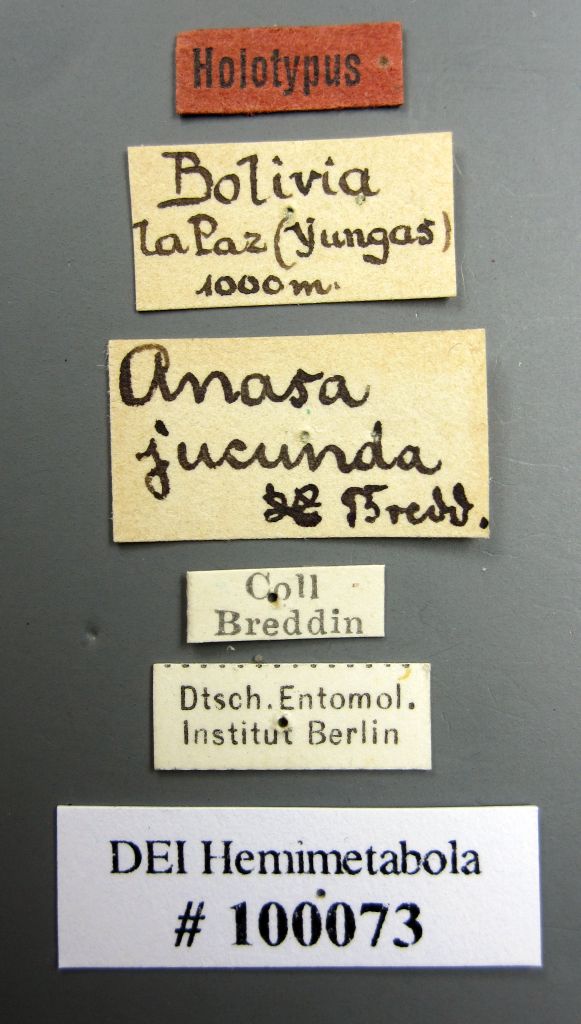 Holotypus
Bolivia
la Paz (Yungas)
1000 m.
Anasa
jucunda
Bredd.
Coll
Breddin
Dtsch. Entomol.
Institut Berlin
DEI Hemimetabola
# 100073